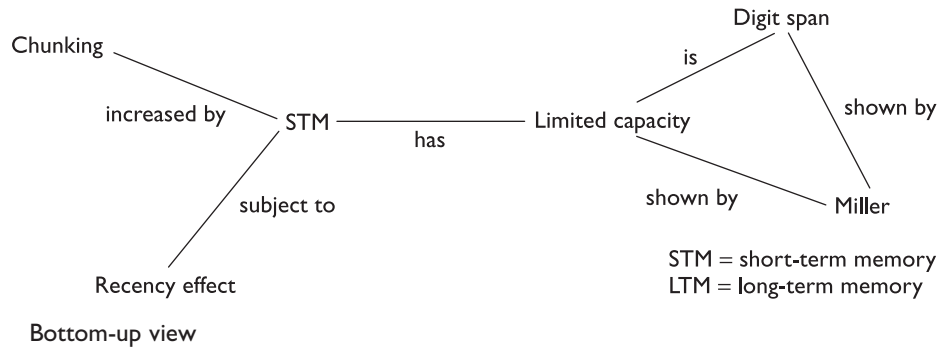 Digit span
Chunking
is
increased by
STM
has
Limited capacity
shown by
subject to
shown by
Miller
STM = short-term memory
LTM = long-term memory
Recency effect
Bottom-up view